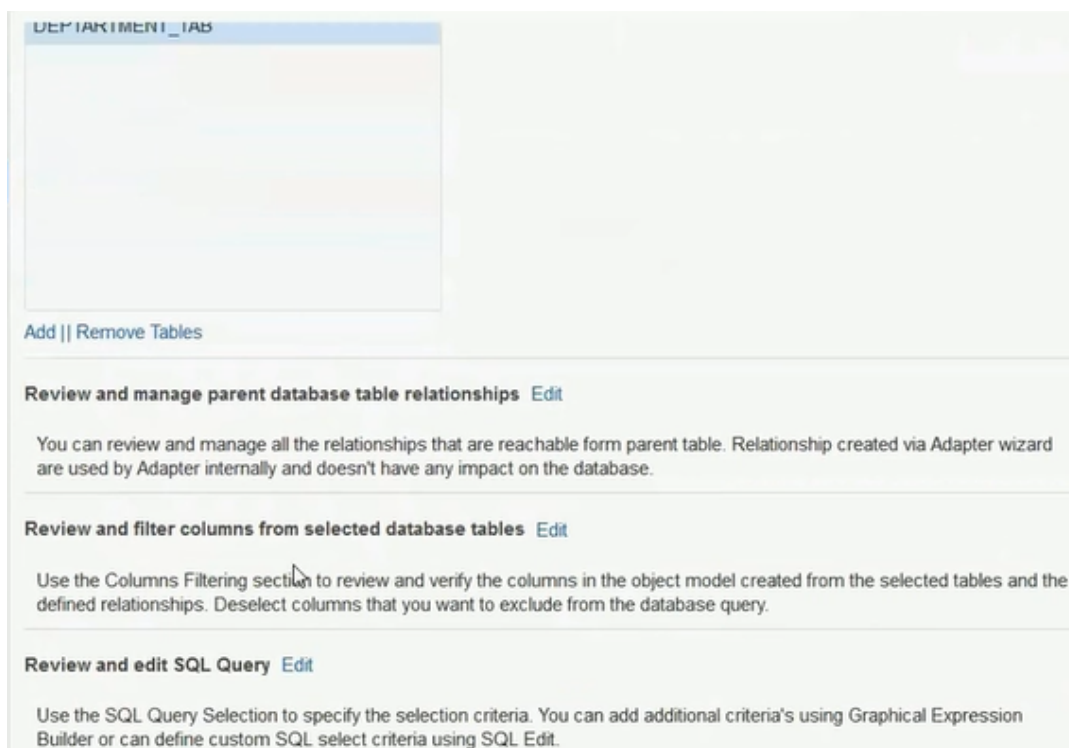 DEPTARTMENT_TAB
Add || Remove Tables
Review and manage parent database table relationships Edit
You can review and manage all the relationships that are reachable form parent table. Relationship created via Adapter wizard
are used by Adapter internally and doesn't have any impact on the database.
Review and filter columns from selected database tables Edit
Use the Columns Filtering section to review and verify the columns in the object model created from the selected tables and the
defined relationships. Deselect columns that you want to exclude from the database query.
Review and edit SQL Query Edit
Use the SQL Query Selection to specify the selection criteria. You can add additional criteria's using Graphical Expression
Builder or can define custom SQL select criteria using SQL Edit.